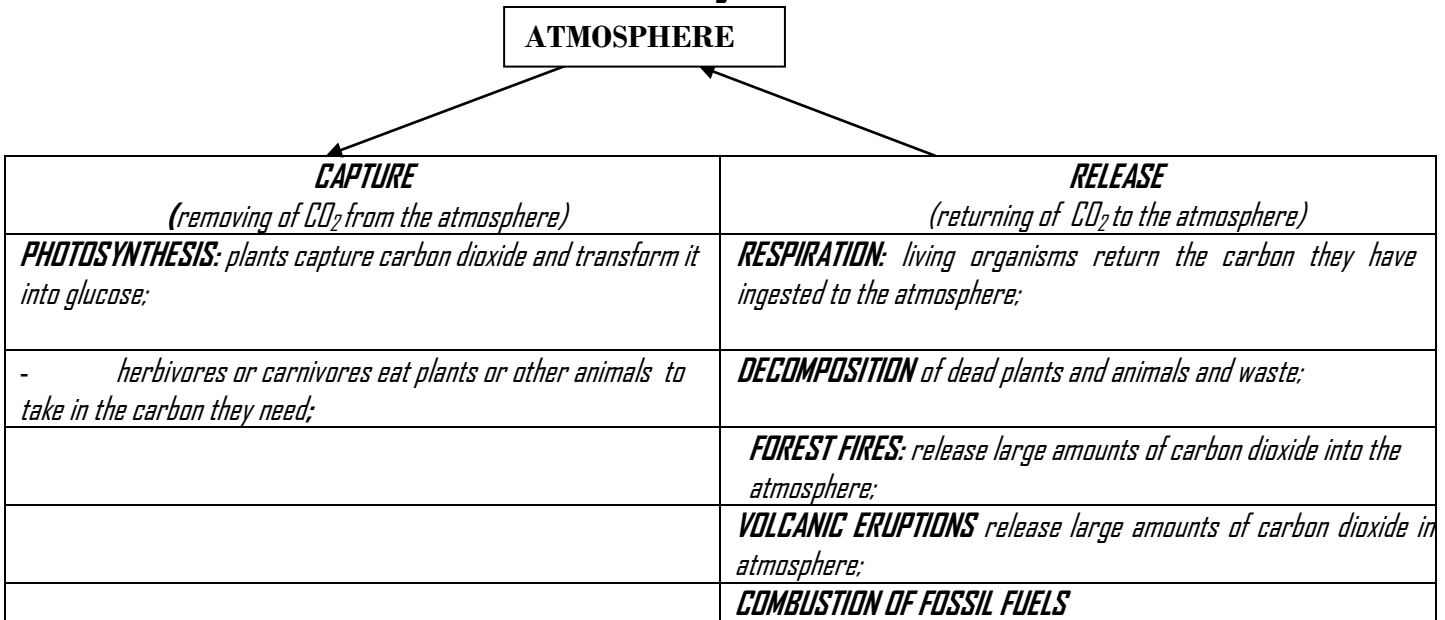 ATMOSPHERE
CAPTURE
(removing of CO₂ from the atmosphere)
RELEASE
(returning of CO₂ to the atmosphere)
PHOTOSYNTHESIS: plants capture carbon dioxide and transform it
into glucose;
RESPIRATION: living organisms return the carbon they have
ingested to the atmosphere;
- herbivores or carnivores eat plants or other animals to
take in the carbon they need;
DECOMPOSITION of dead plants and animals and waste;
FOREST FIRES: release large amounts of carbon dioxide into the
atmosphere;
VOLCANIC ERUPTIONS release large amounts of carbon dioxide in
atmosphere;
COMBUSTION OF FOSSIL FUELS